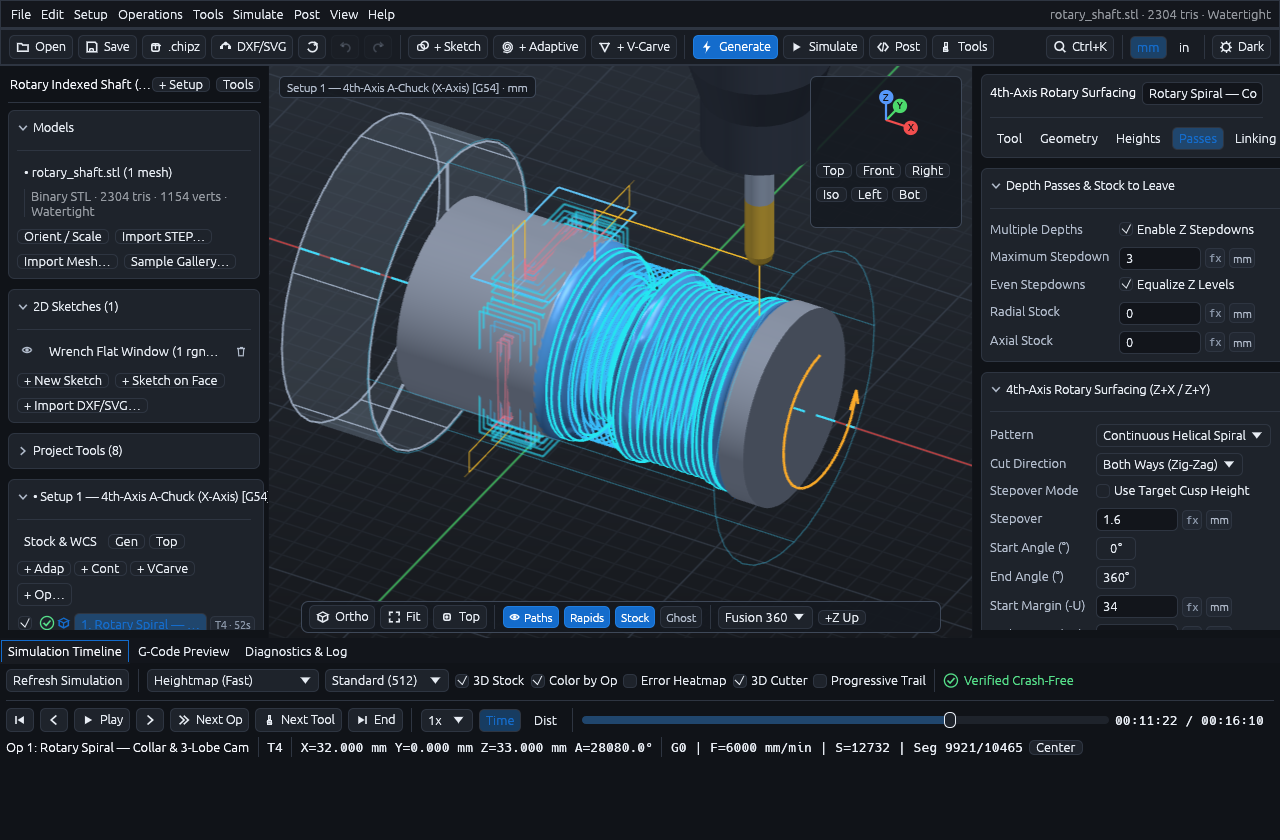 File Edit Setup Operations Tools Simulate Post View Help rotary_shaft.stl · 2304 tris · Watertight
Open Save .chipz DXF/SVG + Sketch + Adaptive + V-Carve Generate Simulate Post Tools Ctrl+K mm in Dark
Rotary Indexed Shaft (... + Setup Tools
Models
• rotary_shaft.stl (1 mesh)
Binary STL · 2304 tris · 1154 verts ·
Watertight
Orient / Scale Import STEP...
Import Mesh... Sample Gallery...
2D Sketches (1)
Wrench Flat Window (1 rgn...
+ New Sketch + Sketch on Face
+ Import DXF/SVG...
Project Tools (8)
• Setup 1 — 4th-Axis A-Chuck (X-Axis) [G54]
Stock & WCS Gen Top
+ Adap + Cont + VCarve
+ Op...
1. Rotary Spiral — ... T4 · 52s
Setup 1 — 4th-Axis A-Chuck (X-Axis) [G54] · mm
Z Y X
Top Front Right
Iso Left Bot
Ortho Fit Top Paths Rapids Stock Ghost Fusion 360 +Z Up
4th-Axis Rotary Surfacing Rotary Spiral — Co
Tool Geometry Heights Passes Linking
Depth Passes & Stock to Leave
Multiple Depths Enable Z Stepdowns
Maximum Stepdown 3 fx mm
Even Stepdowns Equalize Z Levels
Radial Stock 0 fx mm
Axial Stock 0 fx mm
4th-Axis Rotary Surfacing (Z+X / Z+Y)
Pattern Continuous Helical Spiral
Cut Direction Both Ways (Zig-Zag)
Stepover Mode Use Target Cusp Height
Stepover 1.6 fx mm
Start Angle (°) 0°
End Angle (°) 360°
Start Margin (-U) 34 fx mm
Simulation Timeline G-Code Preview Diagnostics & Log
Refresh Simulation Heightmap (Fast) Standard (512) 3D Stock Color by Op Error Heatmap 3D Cutter Progressive Trail Verified Crash-Free
Play Next Op Next Tool End 1x Time Dist 00:11:22 / 00:16:10
Op 1: Rotary Spiral — Collar & 3-Lobe Cam T4 X=32.000 mm Y=0.000 mm Z=33.000 mm A=28080.0° G0 | F=6000 mm/min | S=12732 | Seg 9921/10465 Center